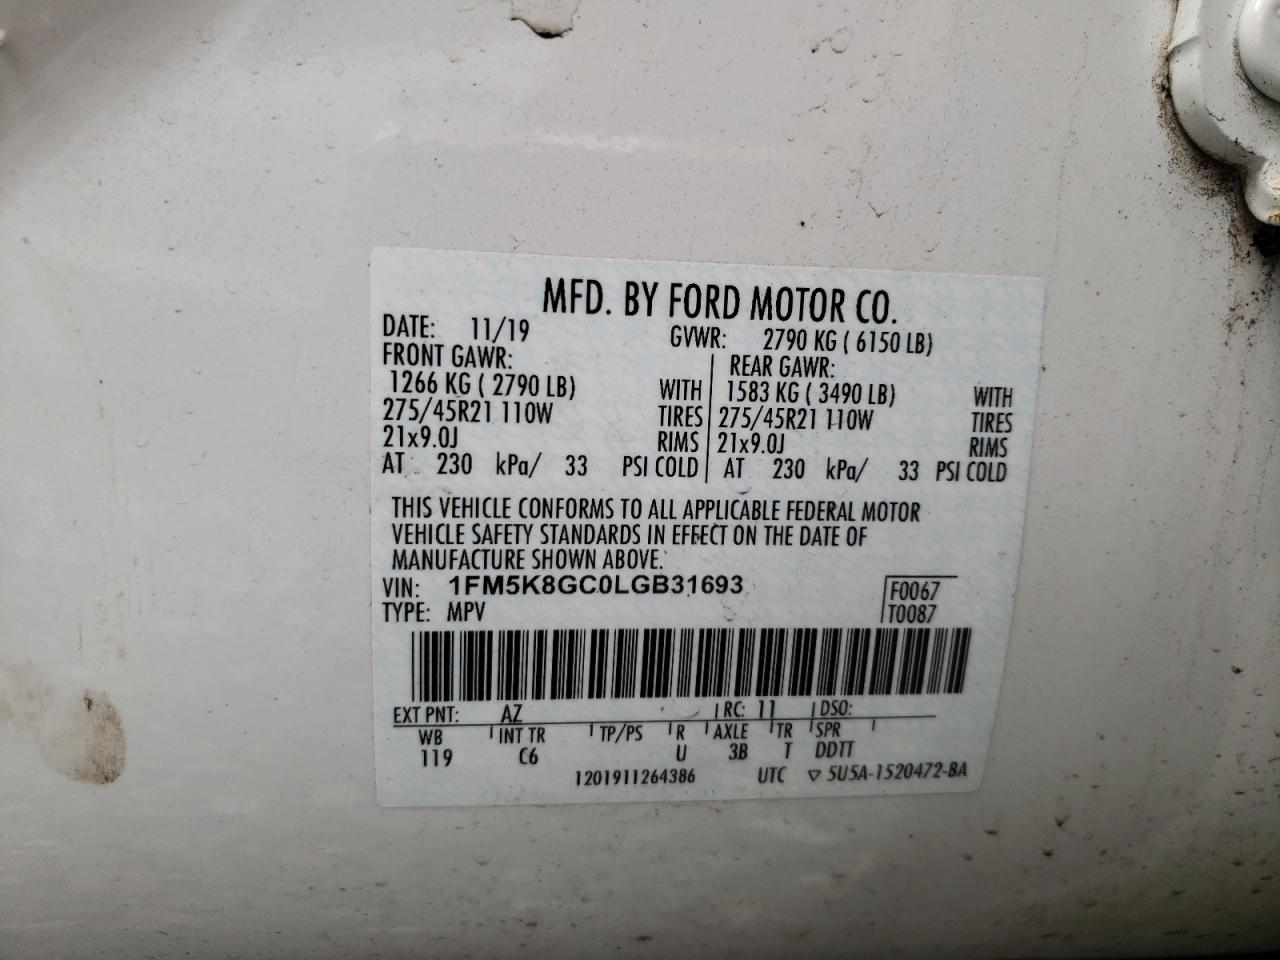 MFD. BY FORD MOTOR CO.
DATE: 11/19 GVWR: 2790 KG ( 6150 LB)
FRONT GAWR: REAR GAWR:
1266 KG ( 2790 LB) WITH 1583 KG ( 3490 LB) WITH
275/45R21 110W TIRES 275/45R21 110W TIRES
21x9.0J RIMS 21x9.0J RIMS
AT 230 kPa/ 33 PSI COLD AT 230 kPa/ 33 PSI COLD
THIS VEHICLE CONFORMS TO ALL APPLICABLE FEDERAL MOTOR
VEHICLE SAFETY STANDARDS IN EFFECT ON THE DATE OF
MANUFACTURE SHOWN ABOVE.
VIN: 1FM5K8GC0LGB31693 F0067
TYPE: MPV T0087
EXT PNT: AZ RC: 11 DSO:
WB INT TR TP/PS R AXLE TR SPR
119 C6 U 3B T DDTT
1201911264386 UTC ▽ 5U5A-1520472-BA